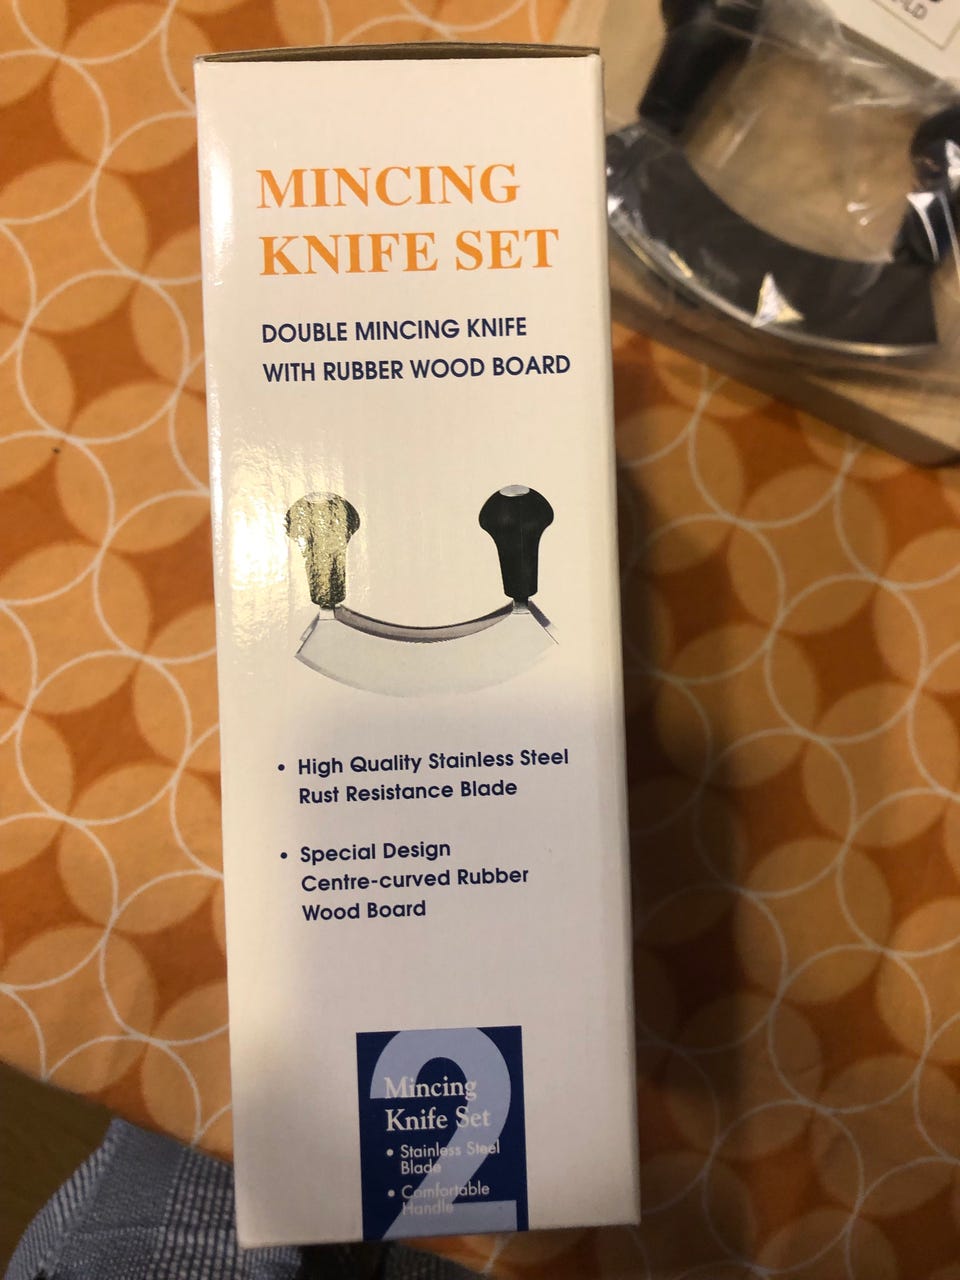 MINCING
KNIFE SET
DOUBLE MINCING KNIFE
WITH RUBBER WOOD BOARD
• High Quality Stainless Steel
Rust Resistance Blade
• Special Design
Centre-curved Rubber
Wood Board
2
Mincing
Knife Set
• Stainless Steel
Blade
• Comfortable
Handle